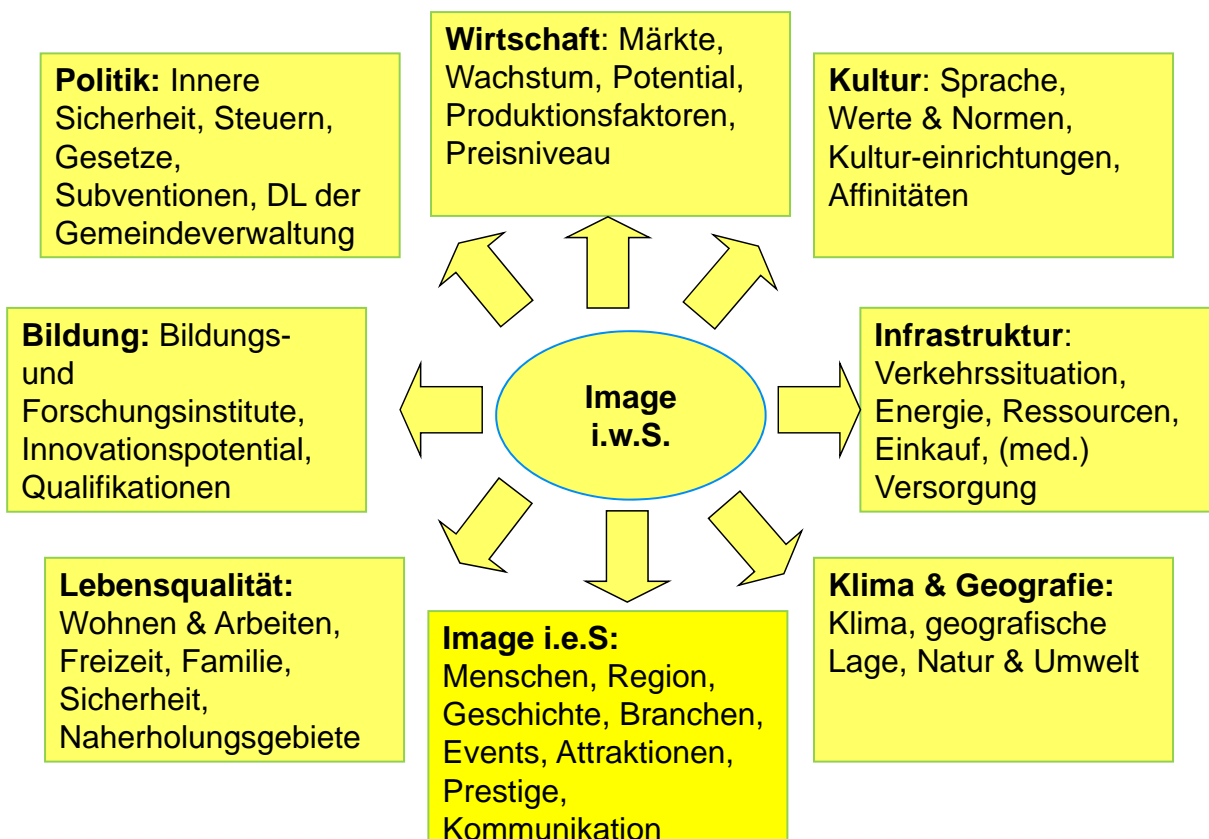 Politik: Innere
Sicherheit, Steuern,
Gesetze,
Subventionen, DL der
Gemeindeverwaltung
Wirtschaft: Märkte,
Wachstum, Potential,
Produktionsfaktoren,
Preisniveau
Kultur: Sprache,
Werte & Normen,
Kultur-einrichtungen,
Affinitäten
Bildung: Bildungs-
und
Forschungsinstitute,
Innovationspotential,
Qualifikationen
Image
i.w.S.
Infrastruktur:
Verkehrssituation,
Energie, Ressourcen,
Einkauf, (med.)
Versorgung
Lebensqualität:
Wohnen & Arbeiten,
Freizeit, Familie,
Sicherheit,
Naherholungsgebiete
Image i.e.S:
Menschen, Region,
Geschichte, Branchen,
Events, Attraktionen,
Prestige,
Kommunikation
Klima & Geografie:
Klima, geografische
Lage, Natur & Umwelt